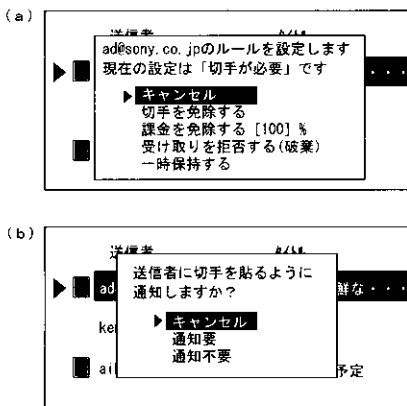 (a)
送信者
ad@sony.co.jpのルールを設定します
現在の設定は「切手が必要」です
キャンセル
切手を免除する
課金を免除する [100] %
受け取りを拒否する(破棄)
一時保持する
(b)
送信者
送信者に切手を貼るように
通知しますか?
ad
鮮な・・・
キャンセル
通知要
通知不要
予定